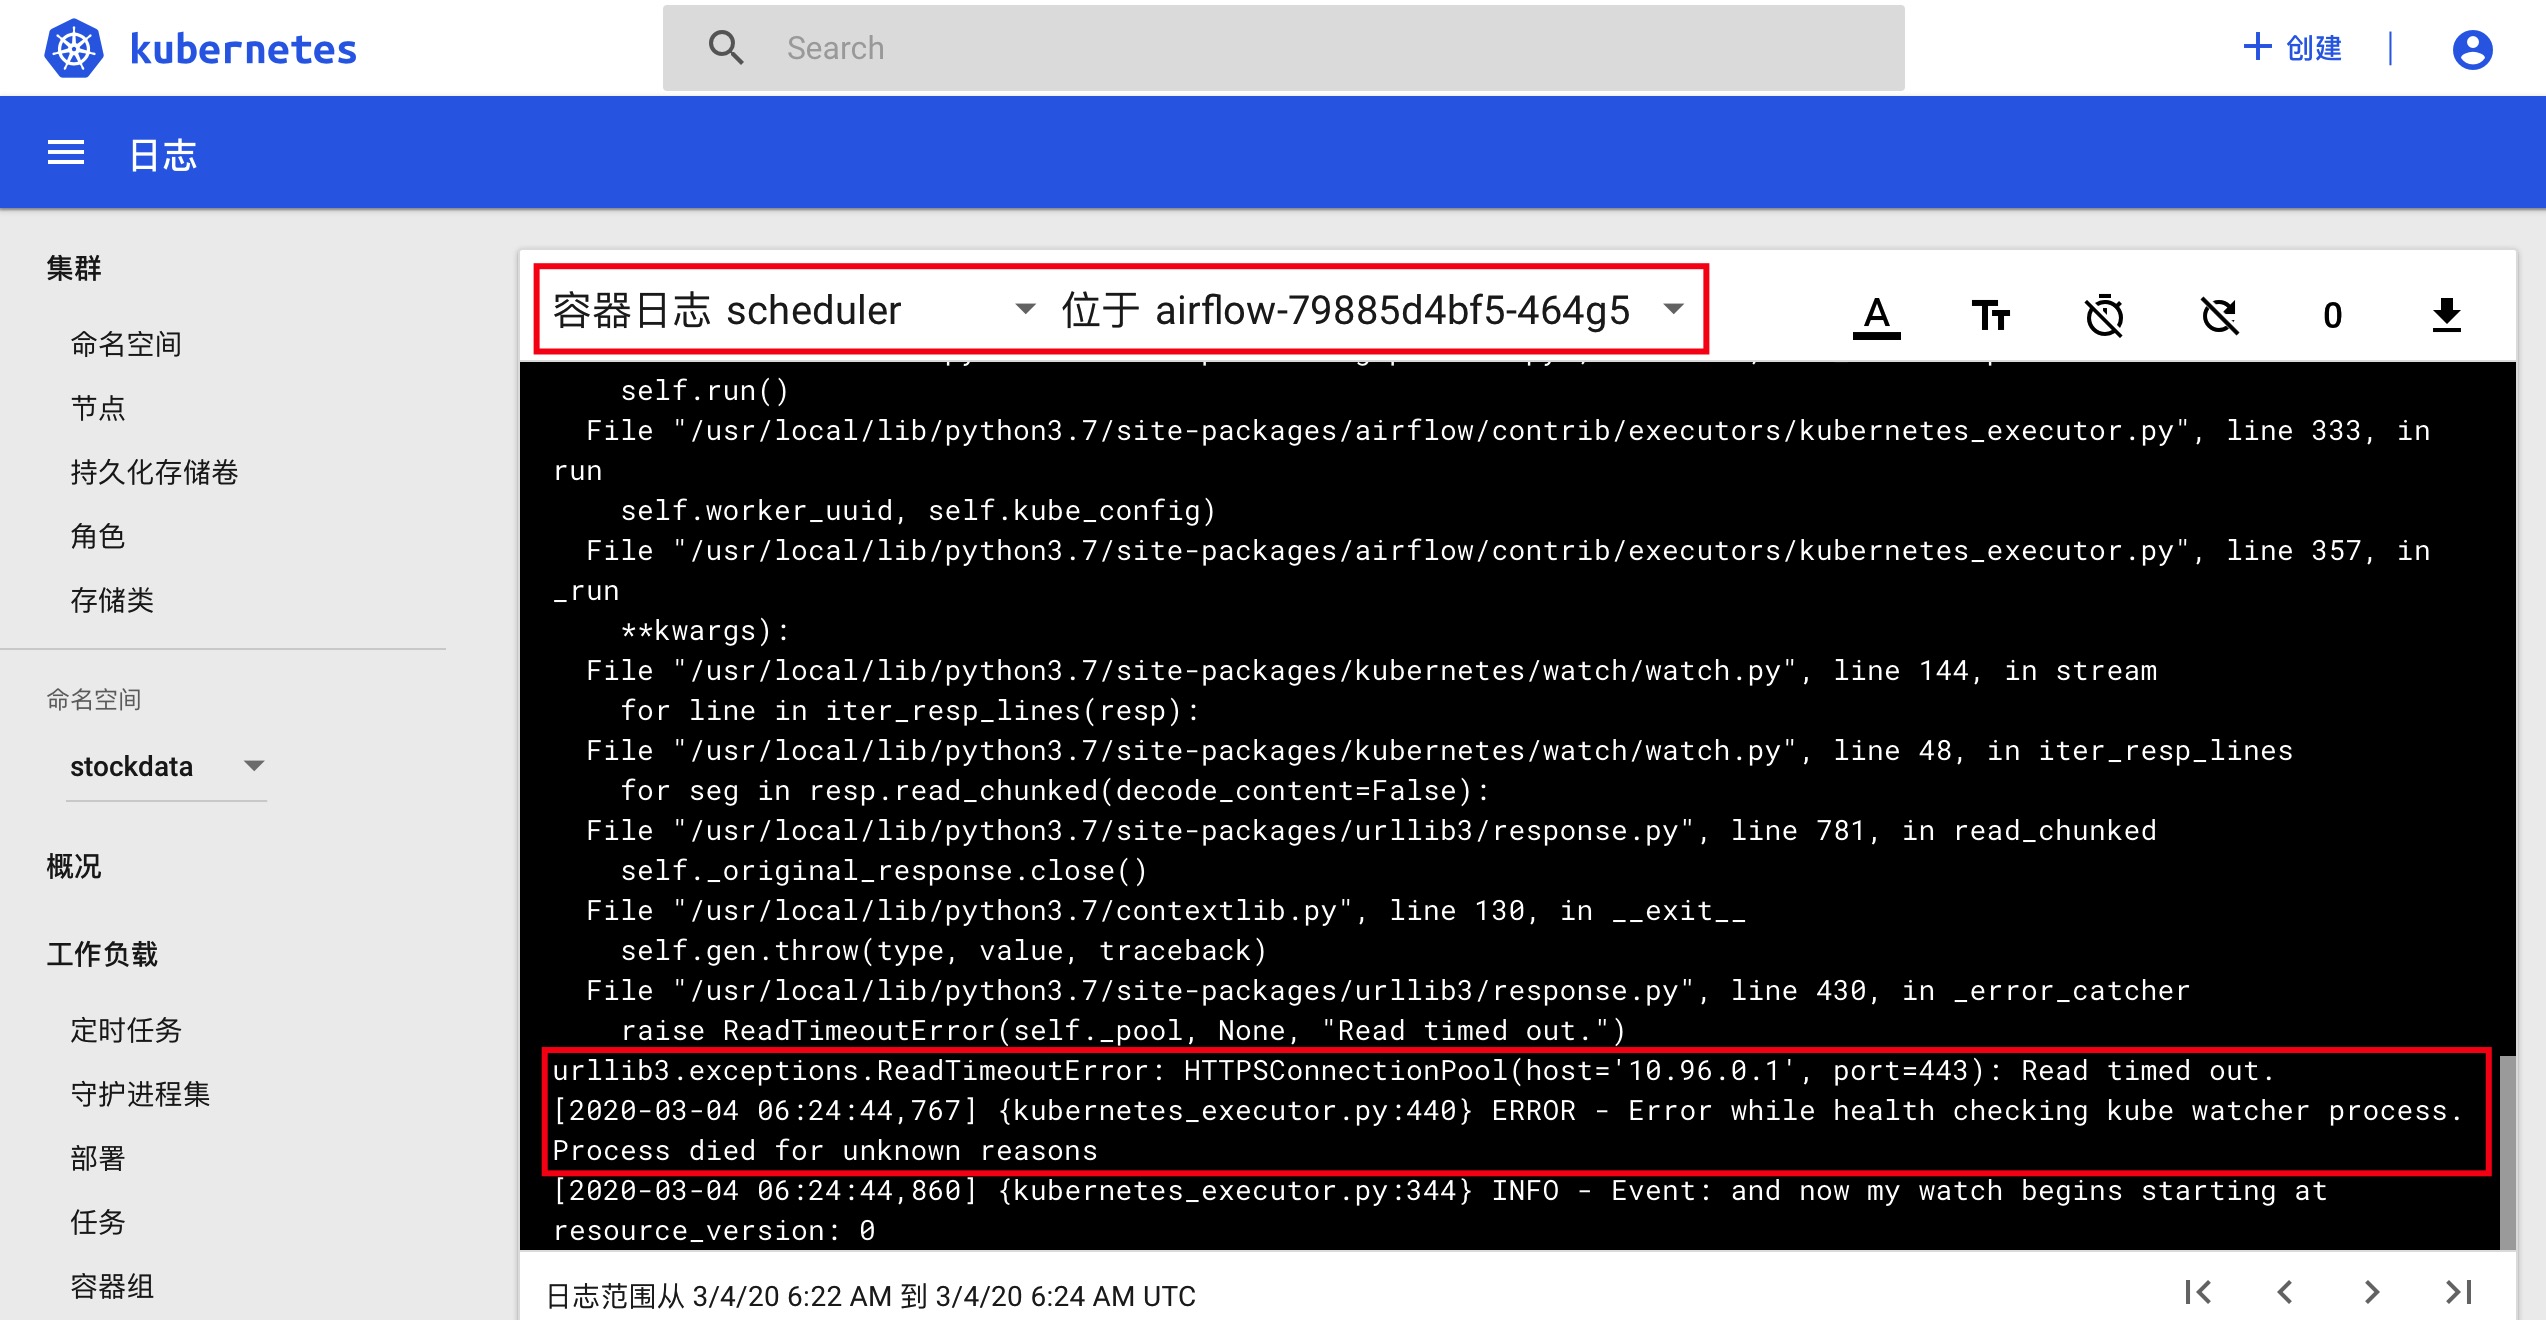 kubernetes
Search
+ 创建
日志
集群
命名空间
节点
持久化存储卷
角色
存储类
命名空间
stockdata
概况
工作负载
定时任务
守护进程集
部署
任务
容器组
容器日志 scheduler 位于 airflow-79885d4bf5-464g5
A Tт 0
self.run()
File "/usr/local/lib/python3.7/site-packages/airflow/contrib/executors/kubernetes_executor.py", line 333, in
run
self.worker_uuid, self.kube_config)
File "/usr/local/lib/python3.7/site-packages/airflow/contrib/executors/kubernetes_executor.py", line 357, in
_run
**kwargs):
File "/usr/local/lib/python3.7/site-packages/kubernetes/watch/watch.py", line 144, in stream
for line in iter_resp_lines(resp):
File "/usr/local/lib/python3.7/site-packages/kubernetes/watch/watch.py", line 48, in iter_resp_lines
for seg in resp.read_chunked(decode_content=False):
File "/usr/local/lib/python3.7/site-packages/urllib3/response.py", line 781, in read_chunked
self._original_response.close()
File "/usr/local/lib/python3.7/contextlib.py", line 130, in __exit__
self.gen.throw(type, value, traceback)
File "/usr/local/lib/python3.7/site-packages/urllib3/response.py", line 430, in _error_catcher
raise ReadTimeoutError(self._pool, None, "Read timed out.")
urllib3.exceptions.ReadTimeoutError: HTTPSConnectionPool(host='10.96.0.1', port=443): Read timed out.
[2020-03-04 06:24:44,767] {kubernetes_executor.py:440} ERROR - Error while health checking kube watcher process.
Process died for unknown reasons
[2020-03-04 06:24:44,860] {kubernetes_executor.py:344} INFO - Event: and now my watch begins starting at
resource_version: 0
日志范围从 3/4/20 6:22 AM 到 3/4/20 6:24 AM UTC